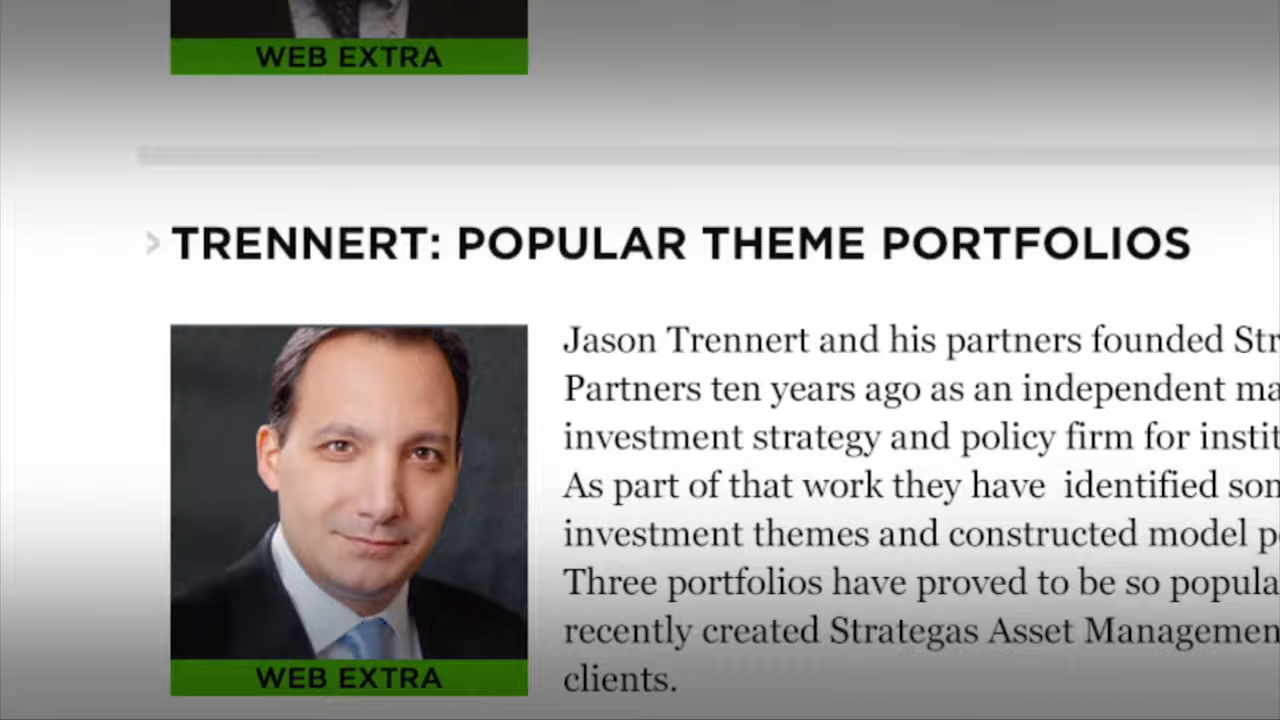 WEB EXTRA
TRENNERT: POPULAR THEME PORTFOLIOS
Jason Trennert and his partners founded
Partners ten years ago as an independent
investment strategy and policy firm for
As part of that work they have identified
investment themes and constructed model
Three portfolios have proved to be so
recently created Strategas Asset
clients.
WEB EXTRA